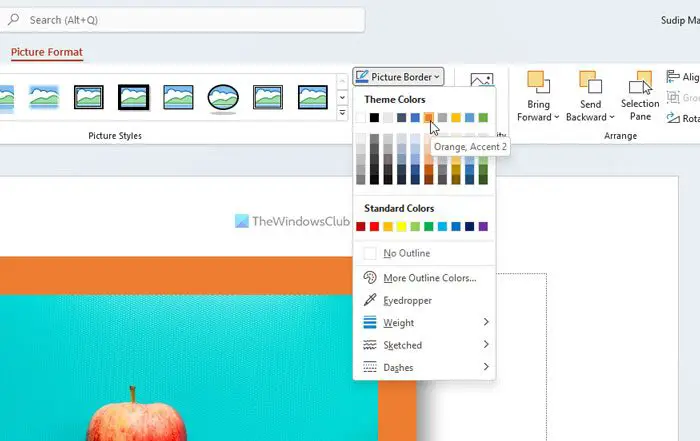 Search (Alt+Q)
Sudip Ma
Picture Format
Picture Border
Bring
Forward
Send
Backward
Selection
Pane
Alig
Grou
Rota
Picture Styles
Arrange
Theme Colors
Orange, Accent 2
Standard Colors
TheWindowsClub
No Outline
More Outline Colors...
Eyedropper
Weight
Sketched
Dashes